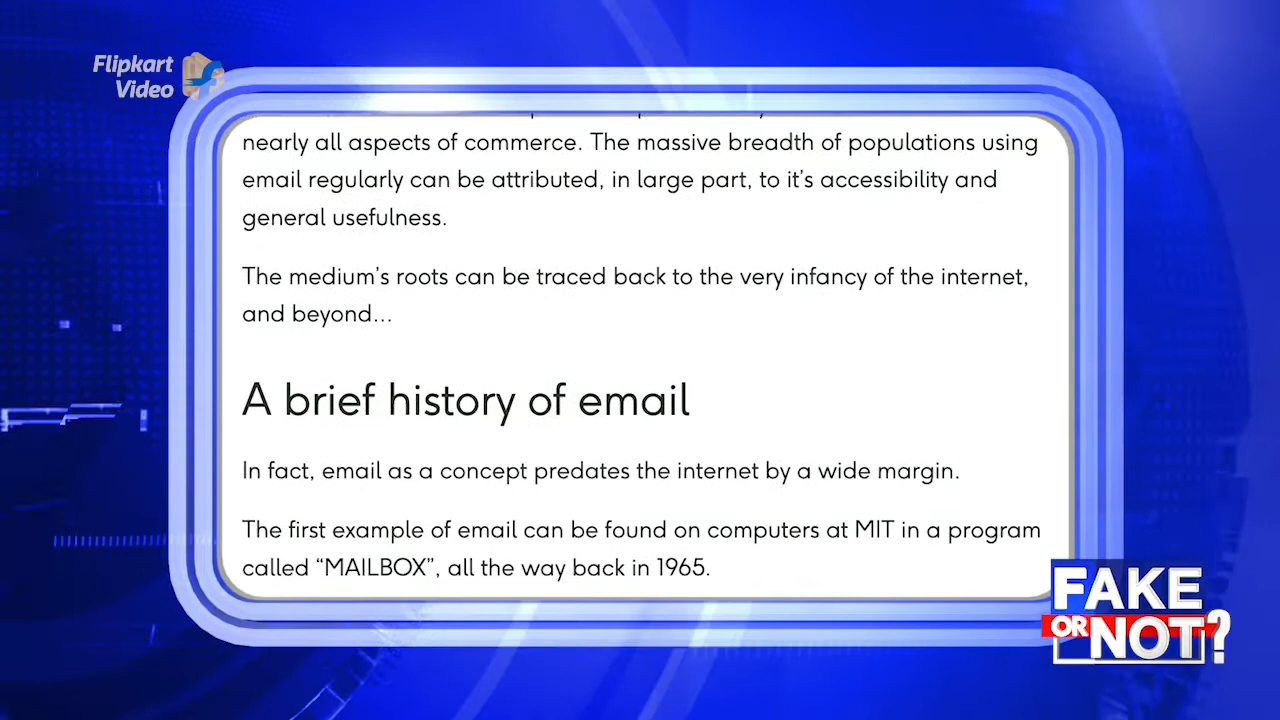 Flipkart
Video
nearly all aspects of commerce. The massive breadth of populations using
email regularly can be attributed, in large part, to it’s accessibility and
general usefulness.
The medium’s roots can be traced back to the very infancy of the internet,
and beyond...
A brief history of email
In fact, email as a concept predates the internet by a wide margin.
The first example of email can be found on computers at MIT in a program
called “MAILBOX”, all the way back in 1965.
FAKE
OR NOT?